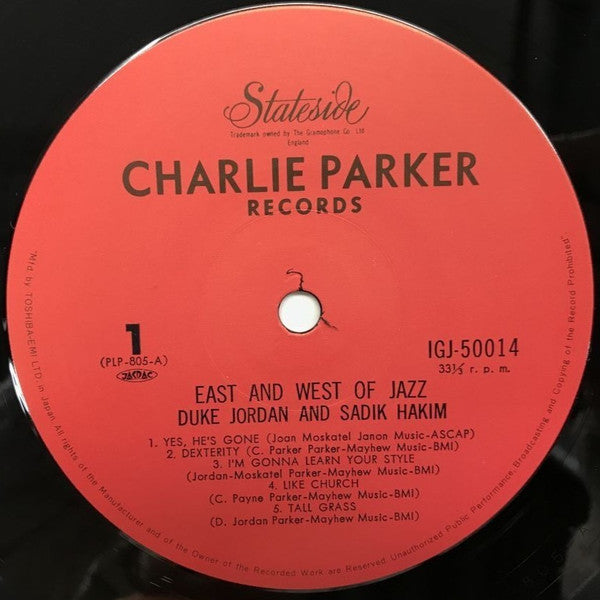 Stateside
Trademark owned by The Gramophone Co Ltd
England
CHARLIE PARKER
RECORDS
1
(PLP-805-A)
JASRAC
IGJ-50014
33⅓ r. p. m.
EAST AND WEST OF JAZZ
DUKE JORDAN AND SADIK HAKIM
1. YES, HE'S GONE (Joan Moskatel Janon Music-ASCAP)
2. DEXTERITY (C. Parker Parker-Mayhew Music-BMI)
3. I'M GONNA LEARN YOUR STYLE
(Jordan-Moskatel Parker-Mayhew Music-BMI)
4. LIKE CHURCH
(C. Payne Parker-Mayhew Music-BMI)
5. TALL GRASS
(D. Jordan Parker-Mayhew Music-BMI)
"Mfd. by TOSHIBA-EMI LTD. in Japan. All rights of the Manufacturer and of the Owner of the Recorded Work are Reserved. Unauthorized Public Performance, Broadcasting and Copying of the Record Prohibited"